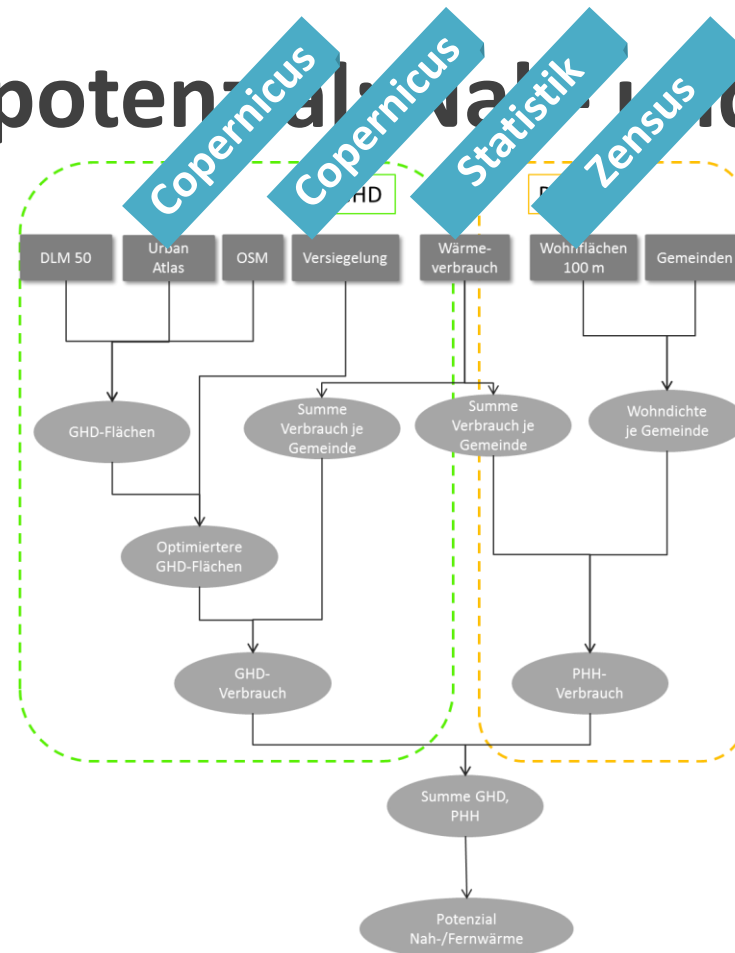 Copernicus
Copernicus
Statistik
Zensus
DLM 50
Urban
Atlas
OSM
Versiegelung
Wärme-
verbrauch
Wohnflächen
100 m
Gemeinden
GHD-Flächen
Summe
Verbrauch je
Gemeinde
Summe
Verbrauch je
Gemeinde
Wohndichte
je Gemeinde
Optimiertere
GHD-Flächen
GHD-
Verbrauch
PHH-
Verbrauch
Summe GHD,
PHH
Potenzial
Nah-/Fernwärme